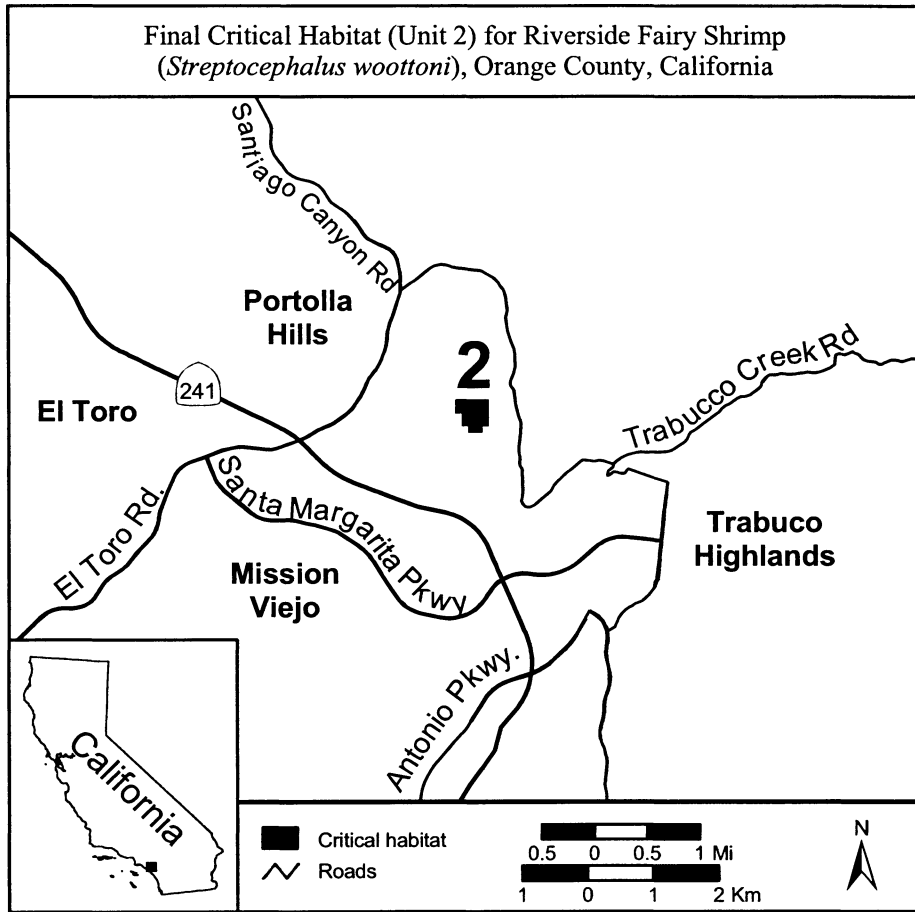 Final Critical Habitat (Unit 2) for Riverside Fairy Shrimp
(Streptocephalus woottoni), Orange County, California
Santiago Canyon Rd
Portolla
Hills
2
Trabucco Creek Rd
241
El Toro
Santa Margarita Pkwy
El Toro Rd.
Trabuco
Highlands
Mission
Viejo
Antonio Pkwy.
California
Critical habitat
Roads
0.5 0 0.5 1 Mi
1 0 1 2 Km
N